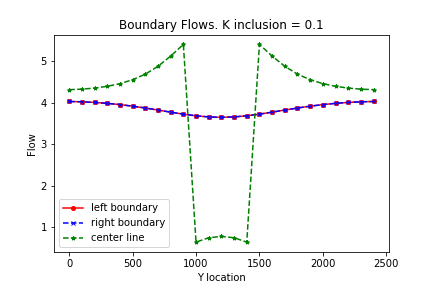 Boundary Flows. K inclusion = 0.1
Flow
5
4
3
2
1
left boundary
right boundary
center line
0 500 1000 1500 2000 2500
Y location